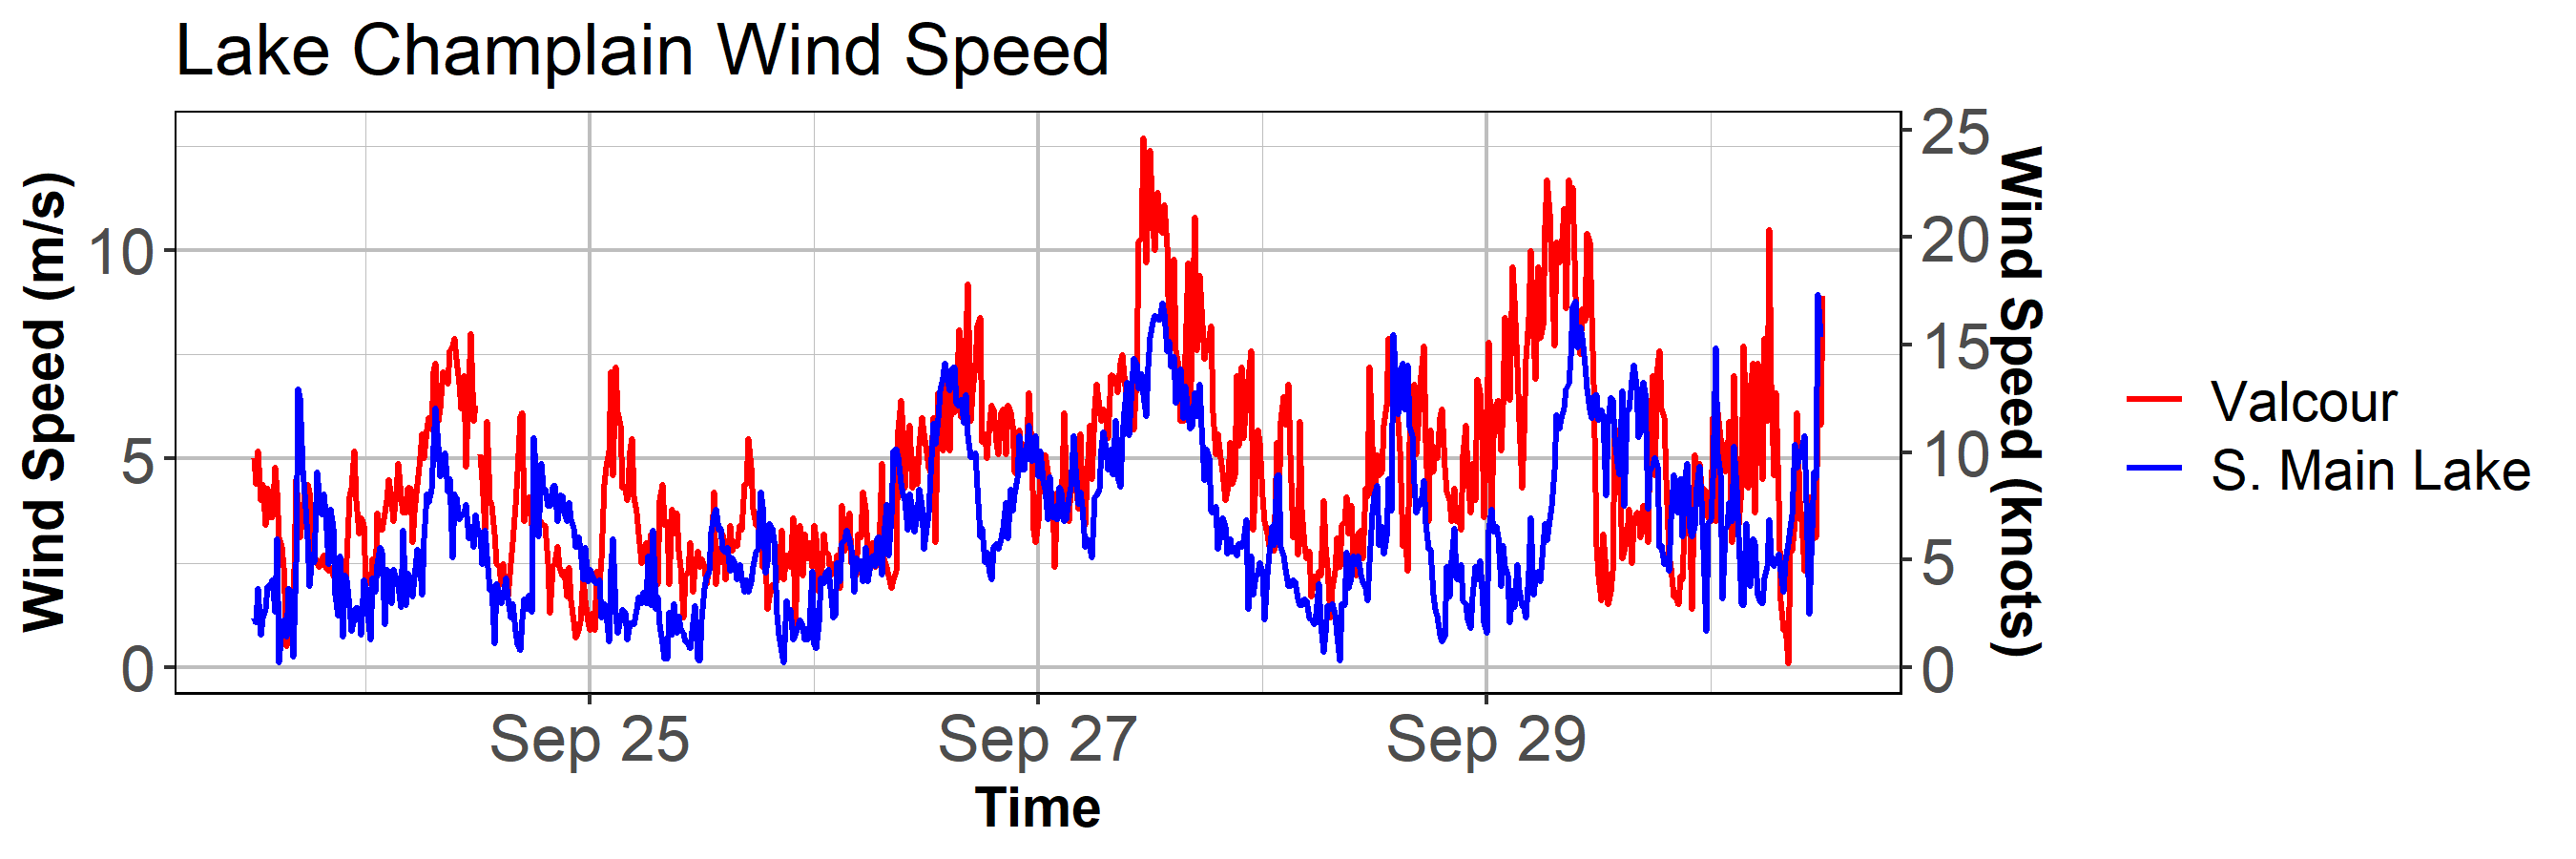 Lake Champlain Wind Speed
Wind Speed (m/s)
10
5
0
25
20
15
10
5
0
Wind Speed (knots)
Sep 25
Sep 27
Sep 29
Time
Valcour
S. Main Lake